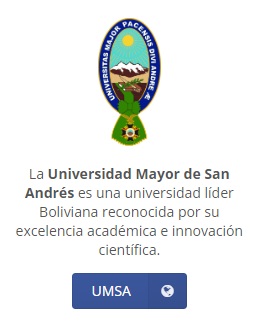 UNIVERSITAS MAJOR PACENSIS DIVI ANDRE Æ
La Universidad Mayor de San
Andrés es una universidad líder
Boliviana reconocida por su
excelencia académica e innovación
científica.
UMSA